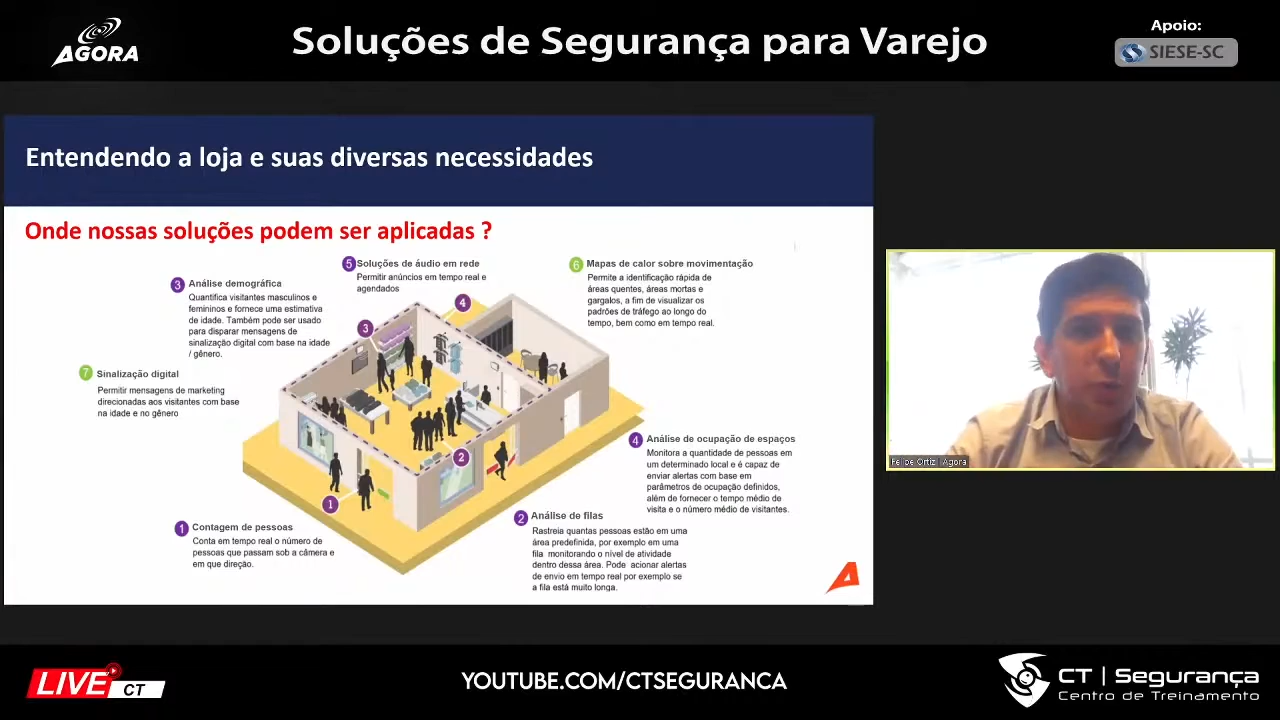 AGORA
Soluções de Segurança para Varejo
Apoio:
SIESE-SC
Entendendo a loja e suas diversas necessidades
Onde nossas soluções podem ser aplicadas ?
5 Soluções de áudio em rede
Permitir anúncios em tempo real e
agendados
6 Mapas de calor sobre movimentação
Permite a identificação rápida de
áreas quentes, áreas mortas e
gargalos, a fim de visualizar os
padrões de tráfego ao longo do
tempo, bem como em tempo real.
3 Análise demográfica
Quantifica visitantes masculinos e
femininos e fornece uma estimativa
de idade. Também pode ser usado
para disparar mensagens de
sinalização digital com base na idade
/ gênero.
7 Sinalização digital
Permitir mensagens de marketing
direcionadas aos visitantes com base
na idade e no gênero
4
3
2
1
4 Análise de ocupação de espaços
Monitora a quantidade de pessoas em
um determinado local e é capaz de
enviar alertas com base em
parâmetros de ocupação definidos,
além de fornecer o tempo médio de
visita e o número médio de visitantes.
1 Contagem de pessoas
Conta em tempo real o número de
pessoas que passam sob a câmera e
em que direção.
2 Análise de filas
Rastreia quantas pessoas estão em uma
área predefinida, por exemplo em uma
fila monitorando o nível de atividade
dentro dessa área. Pode acionar alertas
de envio em tempo real por exemplo se
a fila está muito longa.
Felipe Ortiz | Agora
LIVE CT
YOUTUBE.COM/CTSEGURANCA
CT | Segurança
Centro de Treinamento